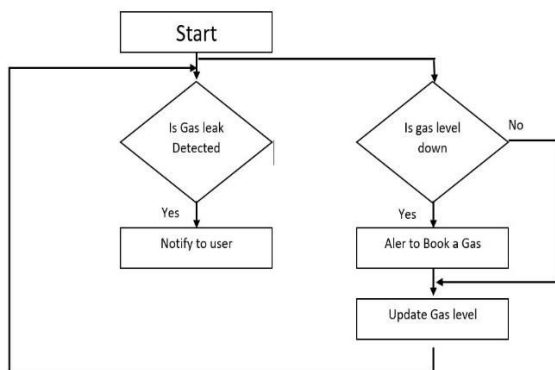 Start
Is Gas leak
Detected
Is gas level
down
No
Yes
Yes
Notify to user
Aler to Book a Gas
Update Gas level